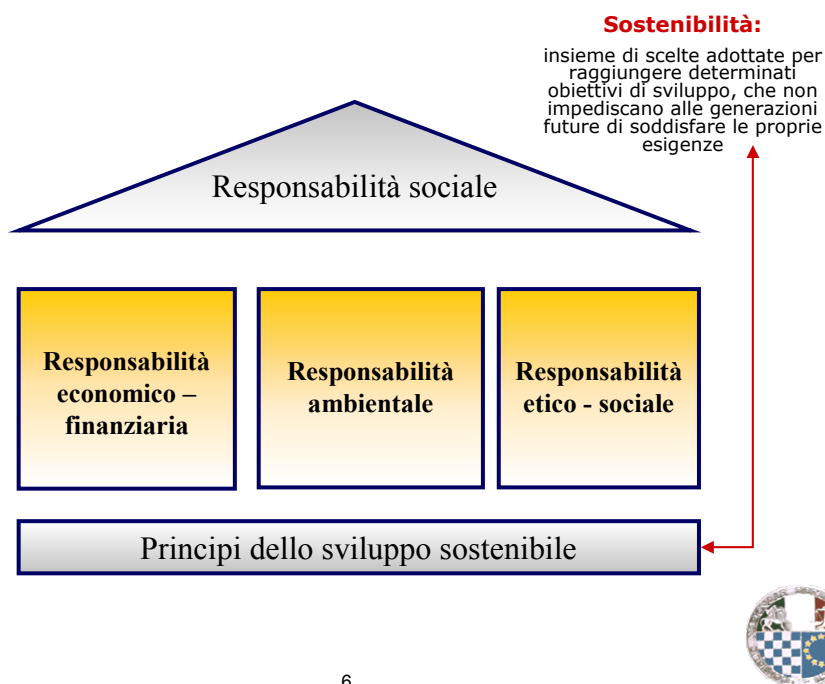 Sostenibilità:
insieme di scelte adottate per
raggiungere determinati
obiettivi di sviluppo, che non
impediscano alle generazioni
future di soddisfare le proprie
esigenze
Responsabilità sociale
Responsabilità
economico –
finanziaria
Responsabilità
ambientale
Responsabilità
etico - sociale
Principi dello sviluppo sostenibile
6